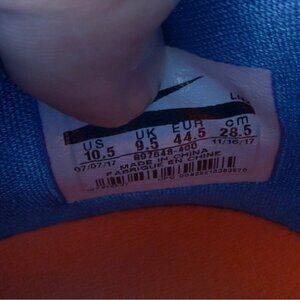 US UK EUR cm
10.5 9.5 44.5 28.5
07/07/17 11/16/17
897648-400
MADE IN CHINA
FABRIQUE EN CHINE